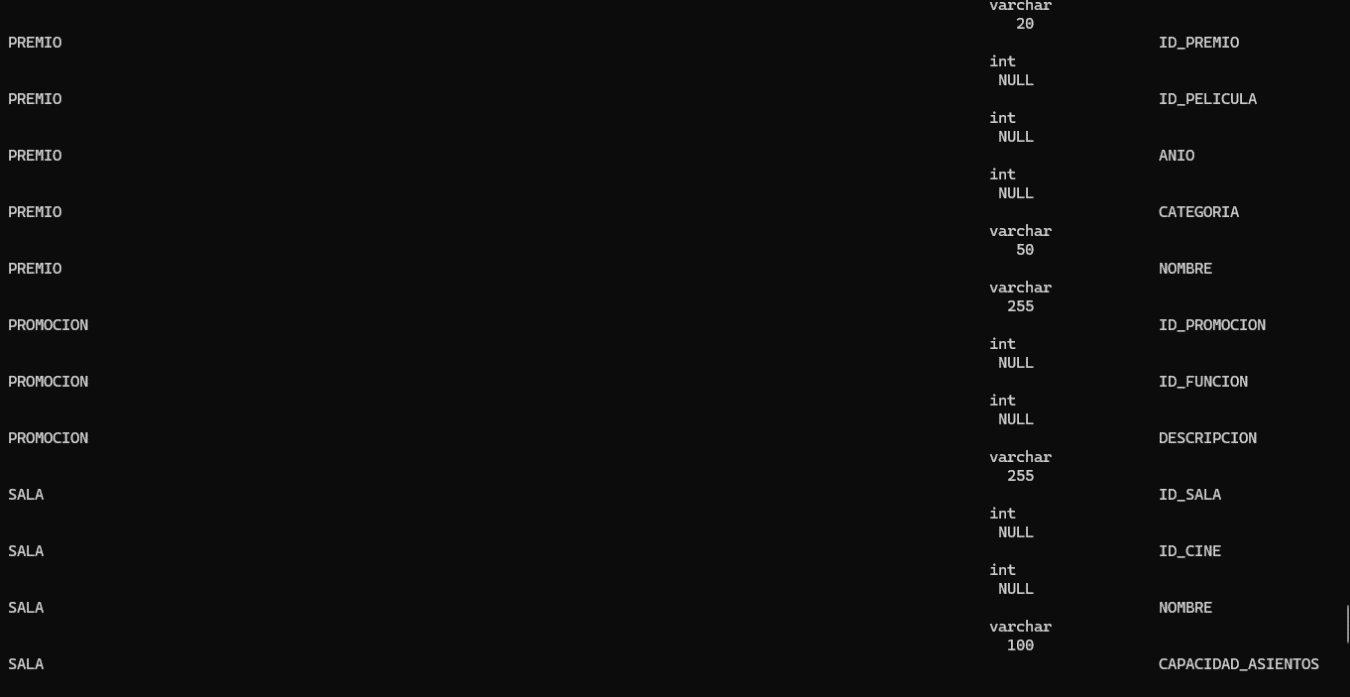 varchar
20
PREMIO ID_PREMIO
int
NULL
PREMIO ID_PELICULA
int
NULL
PREMIO ANIO
int
NULL
PREMIO CATEGORIA
varchar
50
PREMIO NOMBRE
varchar
255
PROMOCION ID_PROMOCION
int
NULL
PROMOCION ID_FUNCION
int
NULL
PROMOCION DESCRIPCION
varchar
255
SALA ID_SALA
int
NULL
SALA ID_CINE
int
NULL
SALA NOMBRE
varchar
100
SALA CAPACIDAD_ASIENTOS